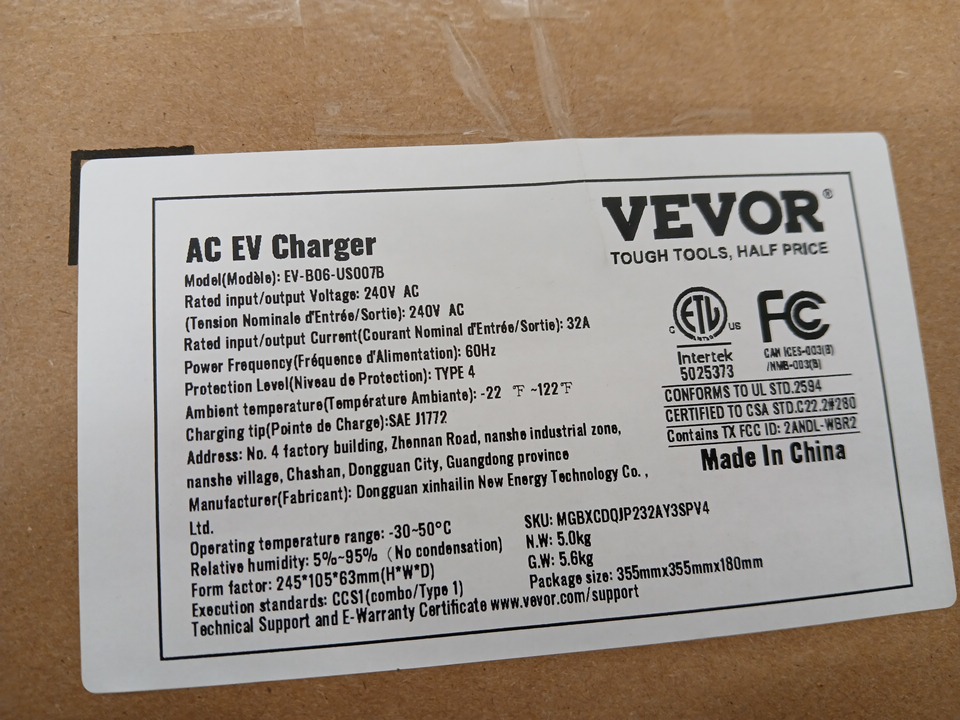 VEVOR®
TOUGH TOOLS, HALF PRICE
AC EV Charger
Model(Modèle): EV-B06-US007B
Rated input/output Voltage: 240V AC
(Tension Nominale d'Entrée/Sortie): 240V AC
Rated input/output Current(Courant Nominal d'Entrée/Sortie): 32A
Power Frequency(Fréquence d'Alimentation): 60Hz
Protection Level(Niveau de Protection): TYPE 4
Ambient temperature(Température Ambiante): -22 ℉ ~122℉
Charging tip(Pointe de Charge):SAE J1772
Address: No. 4 factory building, Zhennan Road, nanshe industrial zone,
nanshe village, Chashan, Dongguan City, Guangdong province
Manufacturer(Fabricant): Dongguan xinhailin New Energy Technology Co. ,
Ltd.
Operating temperature range: -30~50°C
Relative humidity: 5%~95% （No condensation)
Form factor: 245*105*63mm(H*W*D)
Execution standards: CCS1(combo/Type 1)
Technical Support and E-Warranty Certificate www.vevor.com/support
C ETL US
Intertek
5025373
FC
CAN ICES-003(B)
/NMB-003(B)
CONFORMS TO UL STD.2594
CERTIFIED TO CSA STD.C22.2#280
Contains TX FCC ID: 2ANDL-WBR2
Made In China
SKU: MGBXCDQJP232AY3SPV4
N.W: 5.0kg
G.W: 5.6kg
Package size: 355mmx355mmx180mm